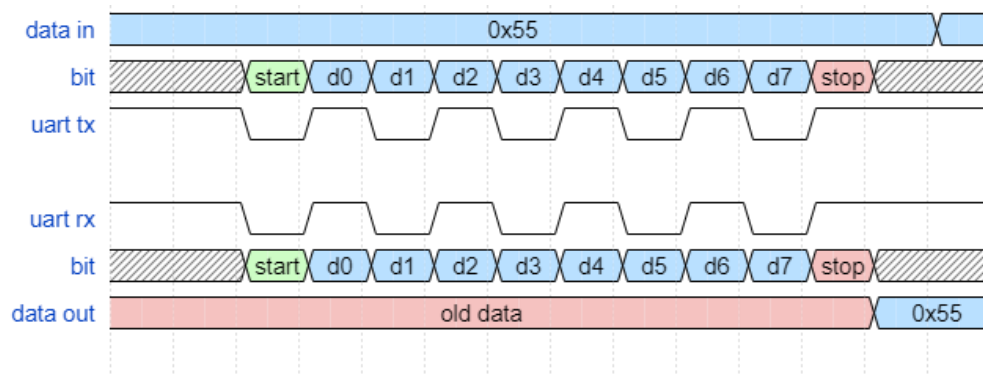 data in 0x55
bit start d0 d1 d2 d3 d4 d5 d6 d7 stop
uart tx
uart rx
bit start d0 d1 d2 d3 d4 d5 d6 d7 stop
data out old data 0x55